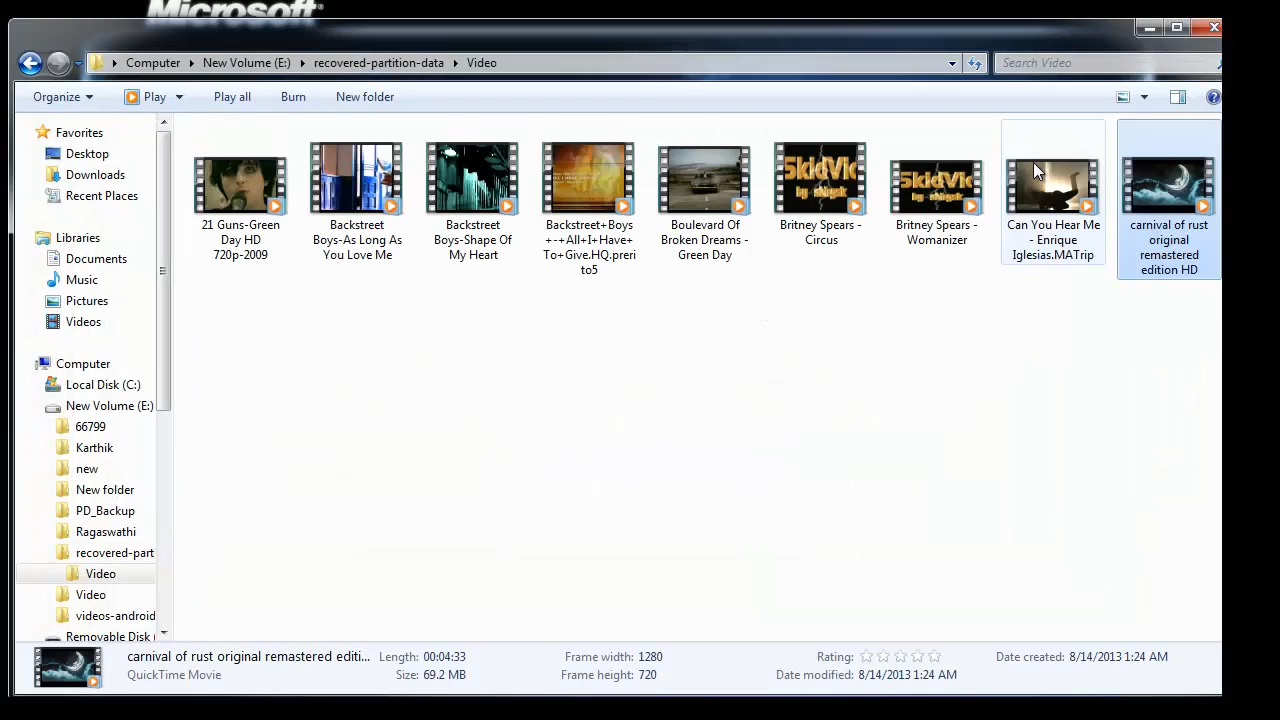 Microsoft®
Computer New Volume (E:) recovered-partition-data Video
Search Video
Organize Play Play all Burn New folder
Favorites
Desktop
Downloads
Recent Places
Libraries
Documents
Music
Pictures
Videos
Computer
Local Disk (C:)
New Volume (E:)
66799
Karthik
new
New folder
PD_Backup
Ragaswathi
recovered-part
Video
Video
videos-android
Removable Disk (
21 Guns-Green
Day HD
720p-2009
Backstreet
Boys-As Long As
You Love Me
Backstreet
Boys-Shape Of
My Heart
Backstreet+Boys
+-+All+I+Have+
To+Give.HQ.preri
to5
Boulevard Of
Broken Dreams -
Green Day
5kidVic
by - skigok
Britney Spears -
Circus
5kidVic
Britney Spears -
Womanizer
Can You Hear Me
- Enrique
Iglesias.MATrip
carnival of rust
original
remastered
edition HD
carnival of rust original remastered editi... Length: 00:04:33 Frame width: 1280 Rating: Date created: 8/14/2013 1:24 AM
QuickTime Movie Size: 69.2 MB Frame height: 720 Date modified: 8/14/2013 1:24 AM